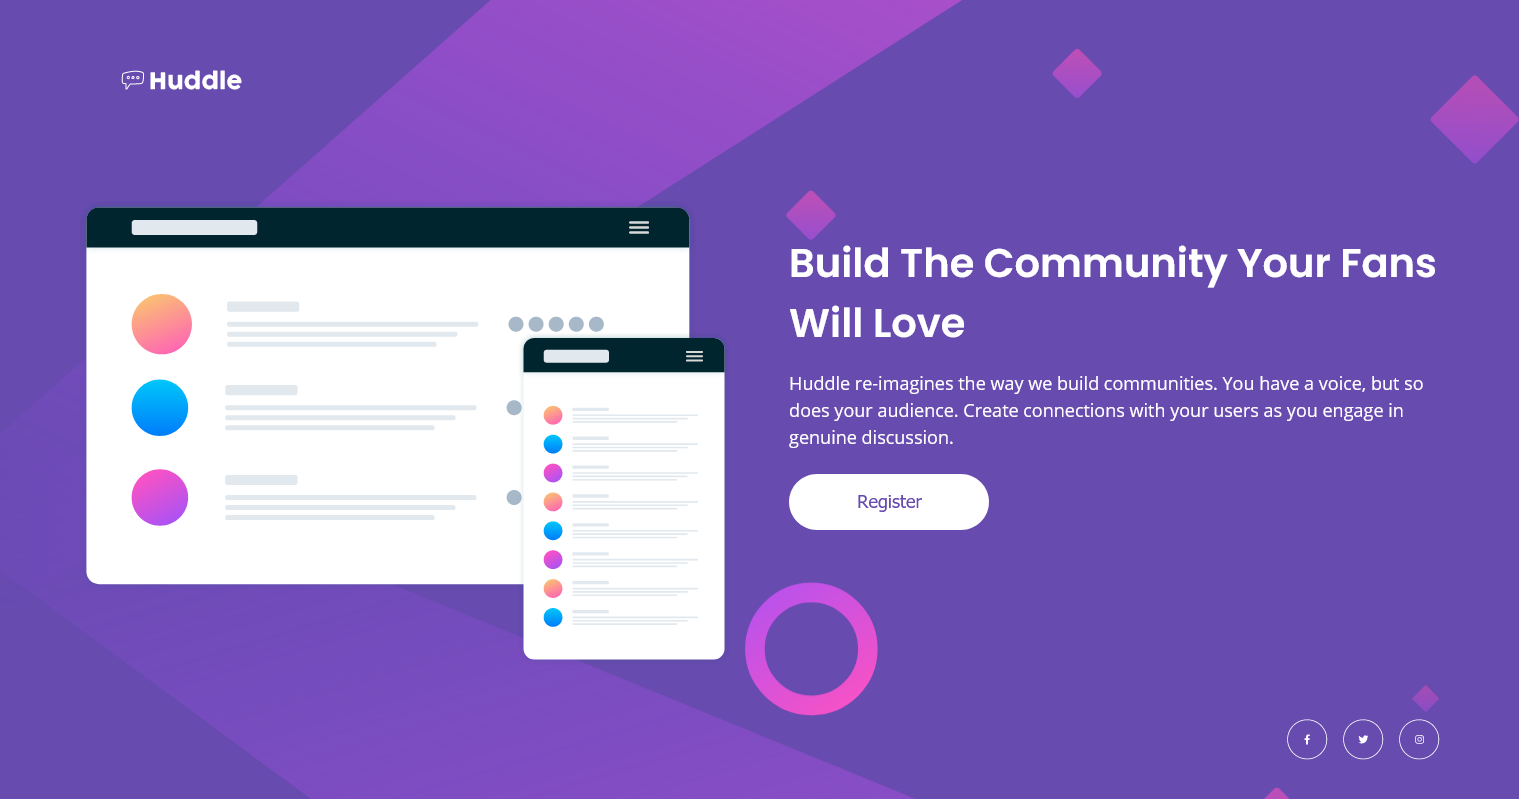 Huddle
Build The Community Your Fans
Will Love
Huddle re-imagines the way we build communities. You have a voice, but so
does your audience. Create connections with your users as you engage in
genuine discussion.
Register